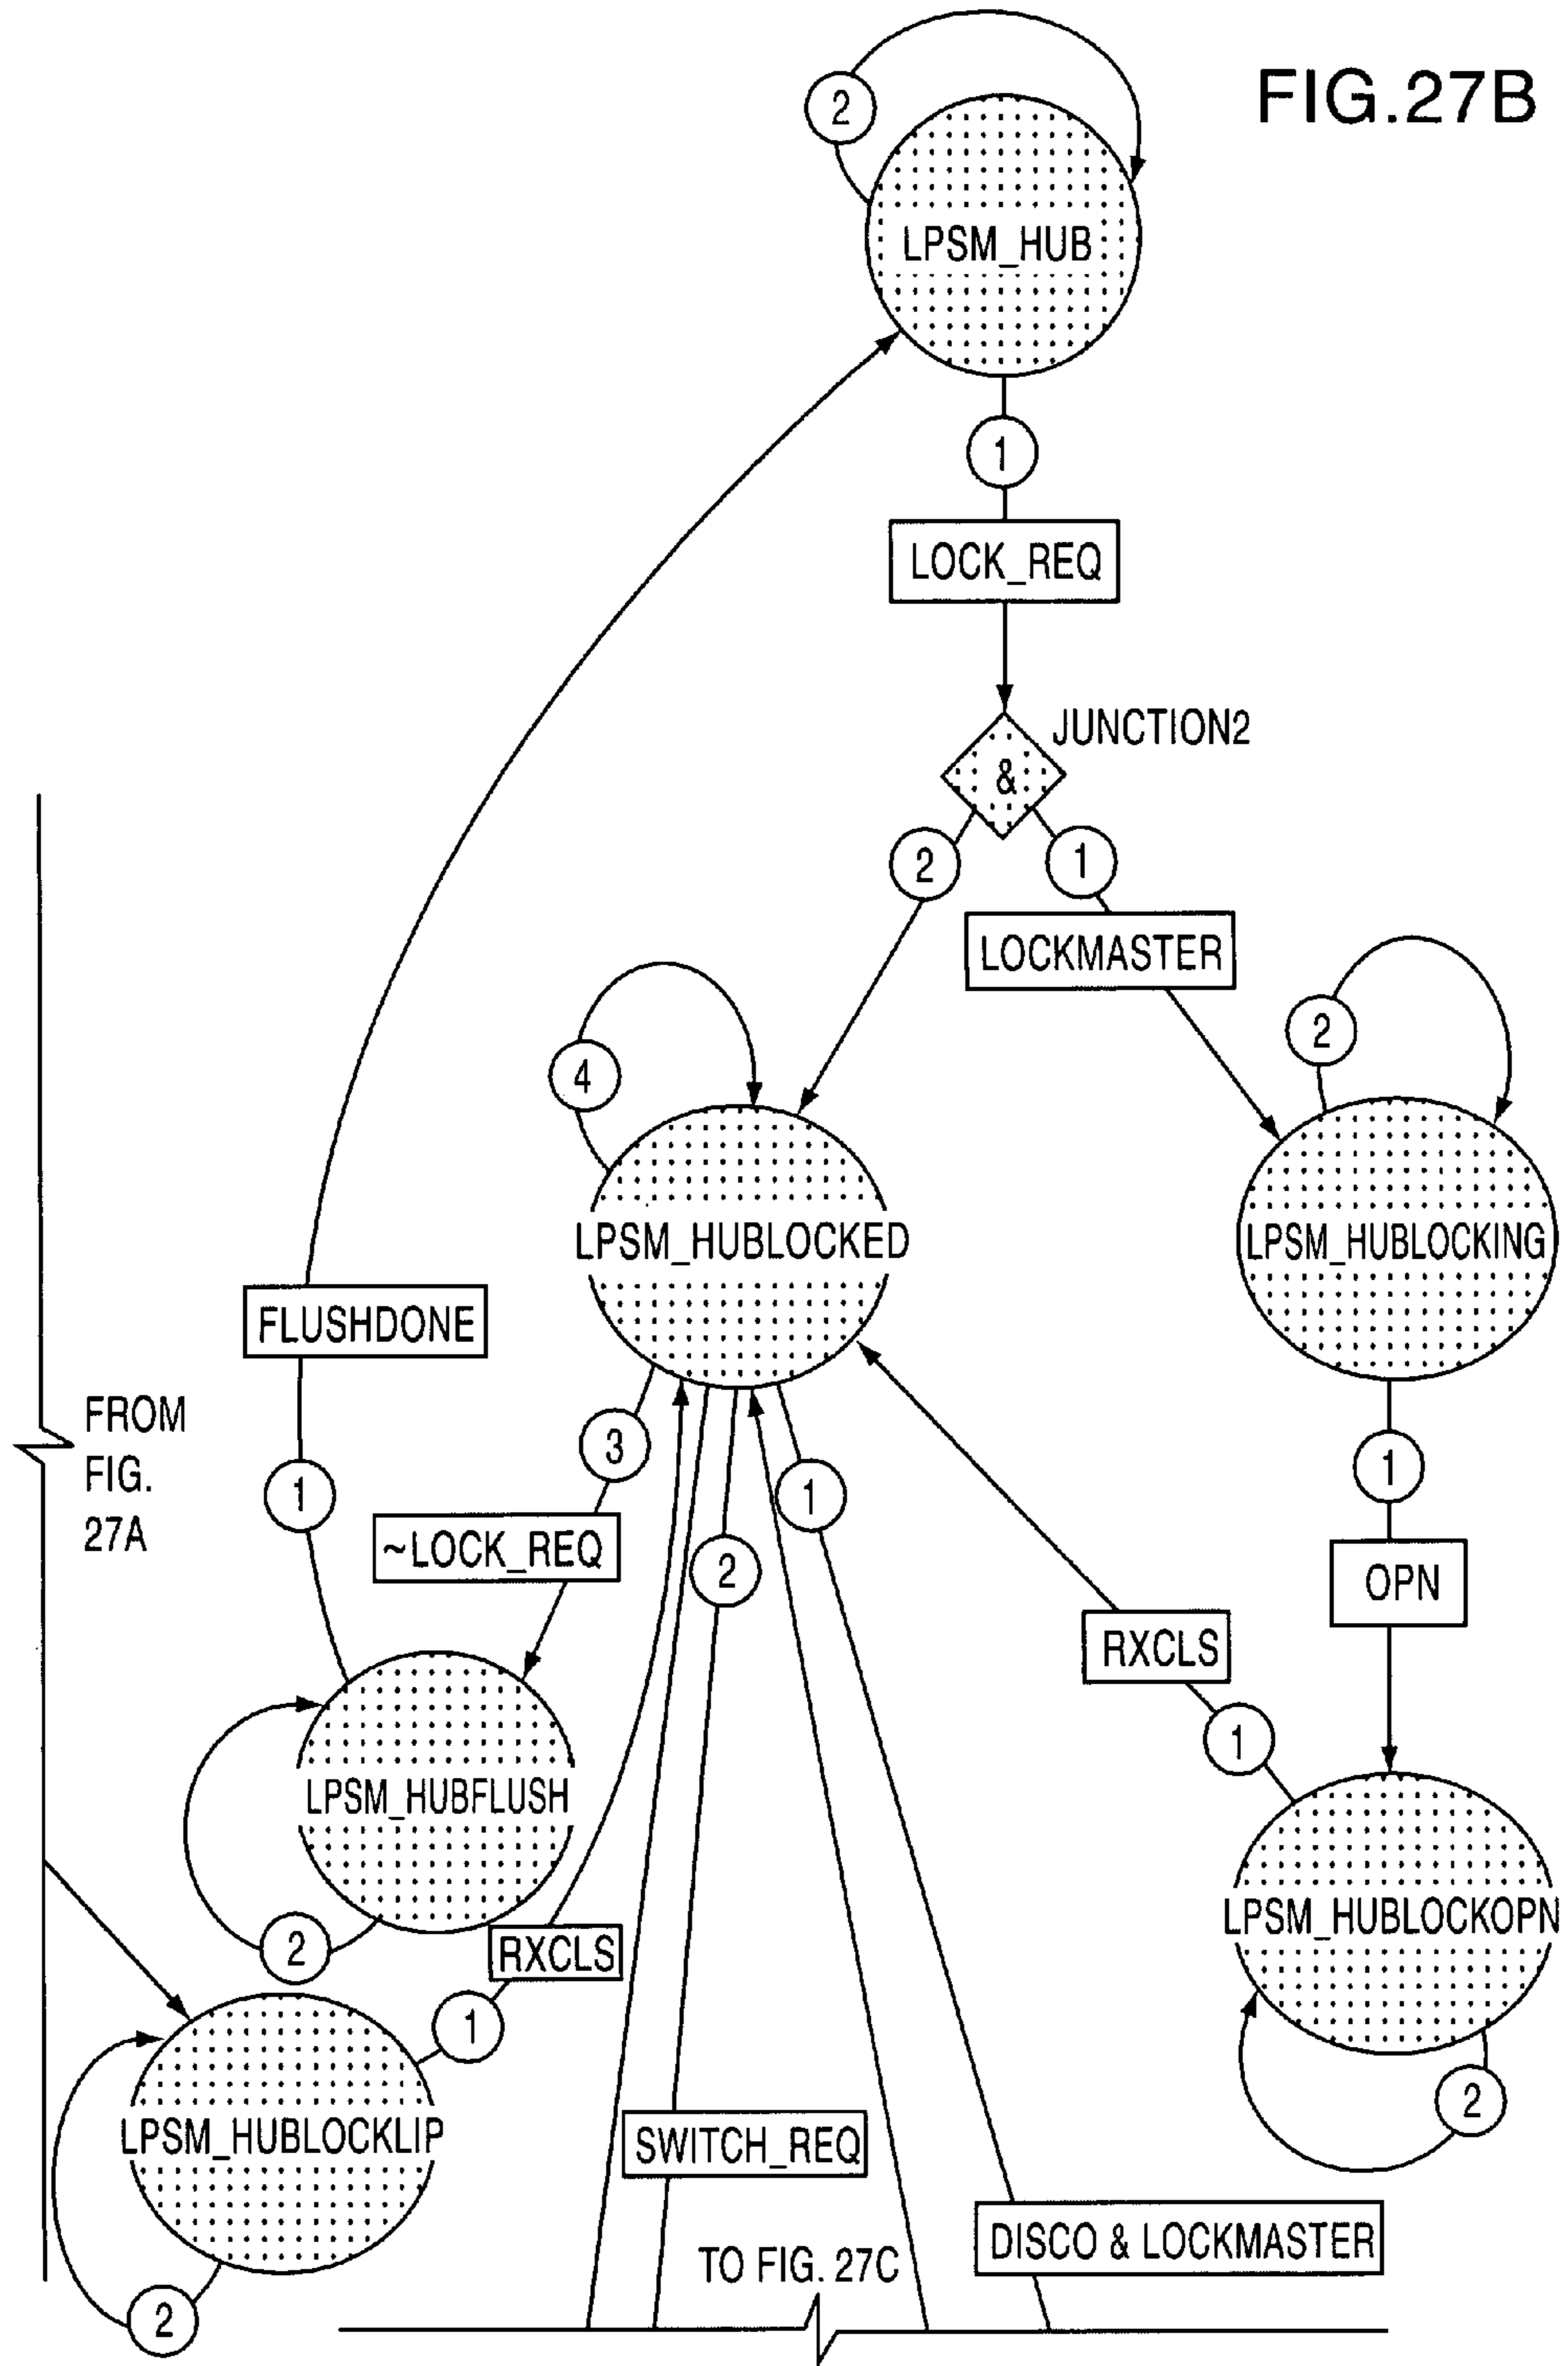 FIG.27B
2
LPSM_HUB
1
LOCK_REQ
JUNCTION2
&
2
1
LOCKMASTER
2
4
LPSM_HUBLOCKED
LPSM_HUBLOCKING
FLUSHDONE
FROM
FIG.
27A
3
1
1
1
~LOCK_REQ
2
OPN
RXCLS
1
LPSM_HUBFLUSH
LPSM_HUBLOCKOPN
2
RXCLS
1
2
LPSM_HUBLOCKLIP
SWITCH_REQ
DISCO & LOCKMASTER
TO FIG. 27C
2